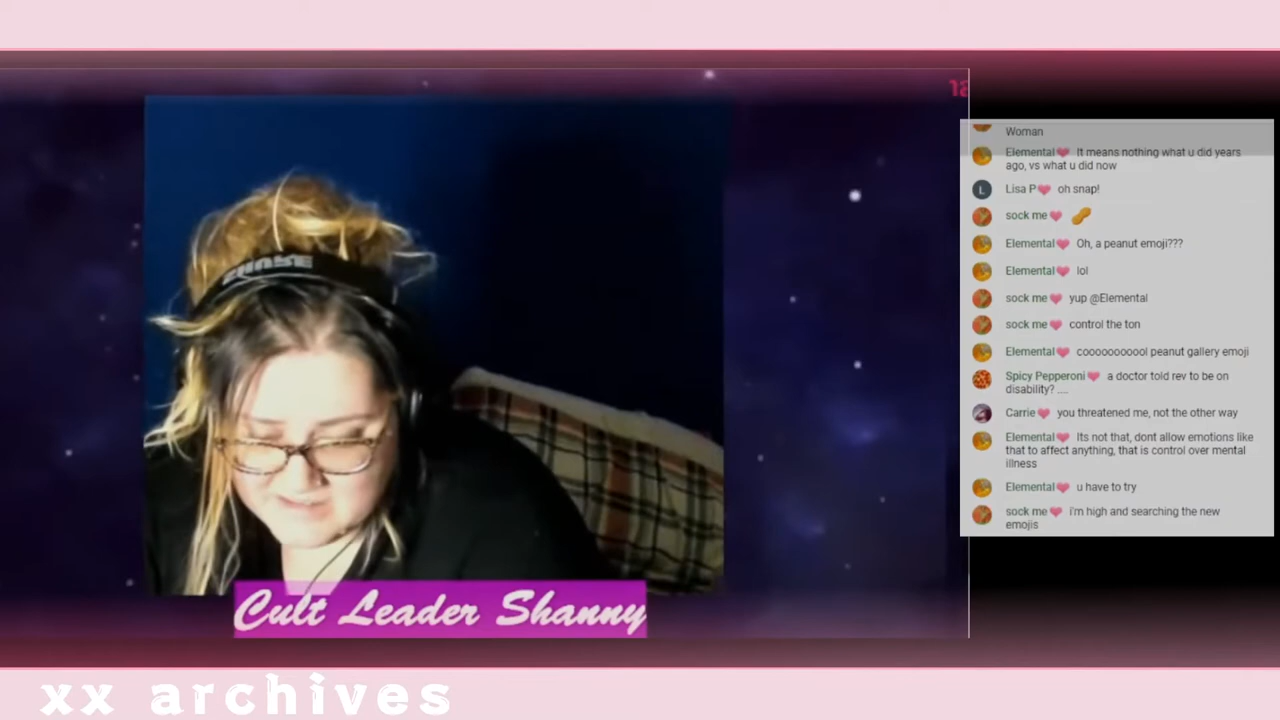 Woman
Elemental It means nothing what u did years
ago, vs what u did now
Lisa P oh snap!
L
sock me
Elemental Oh, a peanut emoji???
Elemental lol
sock me yup @Elemental
sock me control the ton
Elemental cooooooooool peanut gallery emoji
Spicy Pepperoni a doctor told rev to be on
disability? ....
Carrie you threatened me, not the other way
Elemental Its not that, dont allow emotions like
that to affect anything, that is control over mental
illness
Elemental u have to try
sock me i'm high and searching the new
emojis
SHURE
Cult Leader Shanny
xx archives